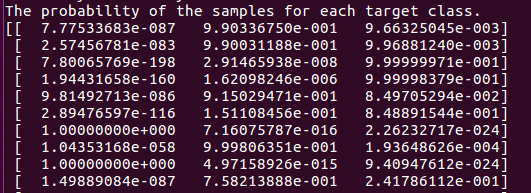 The probability of the samples for each target class.
[[  7.77533683e-087   9.90336750e-001   9.66325045e-003]
 [  2.57456781e-083   9.90031188e-001   9.96881240e-003]
 [  7.80065769e-198   2.91465938e-008   9.99999971e-001]
 [  1.94431658e-160   1.62098246e-006   9.99998379e-001]
 [  9.81492713e-086   9.15029471e-001   8.49705294e-002]
 [  2.89476597e-116   1.51108456e-001   8.48891544e-001]
 [  1.00000000e+000   7.16075787e-016   2.26232717e-024]
 [  1.04353168e-058   9.99806351e-001   1.93648626e-004]
 [  1.00000000e+000   4.97158926e-015   9.40947612e-024]
 [  1.49889084e-087   7.58213888e-001   2.41786112e-001]